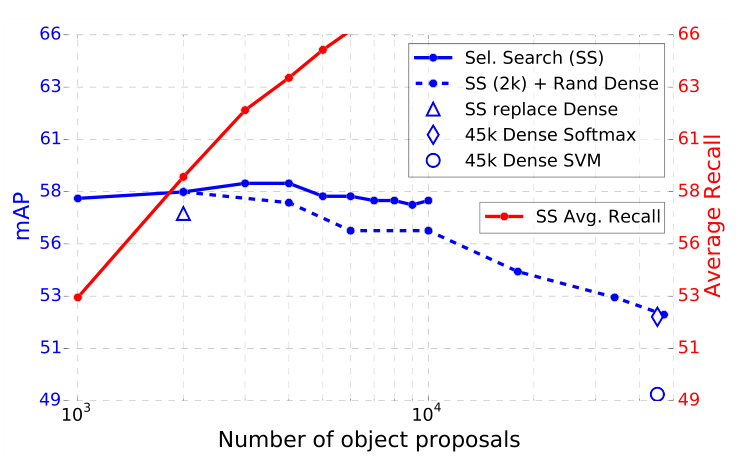 66
63
61
58
56
53
51
49
mAP
66
63
61
58
56
53
51
49
Average Recall
Sel. Search (SS)
SS (2k) + Rand Dense
SS replace Dense
45k Dense Softmax
45k Dense SVM
SS Avg. Recall
10³
10⁴
Number of object proposals